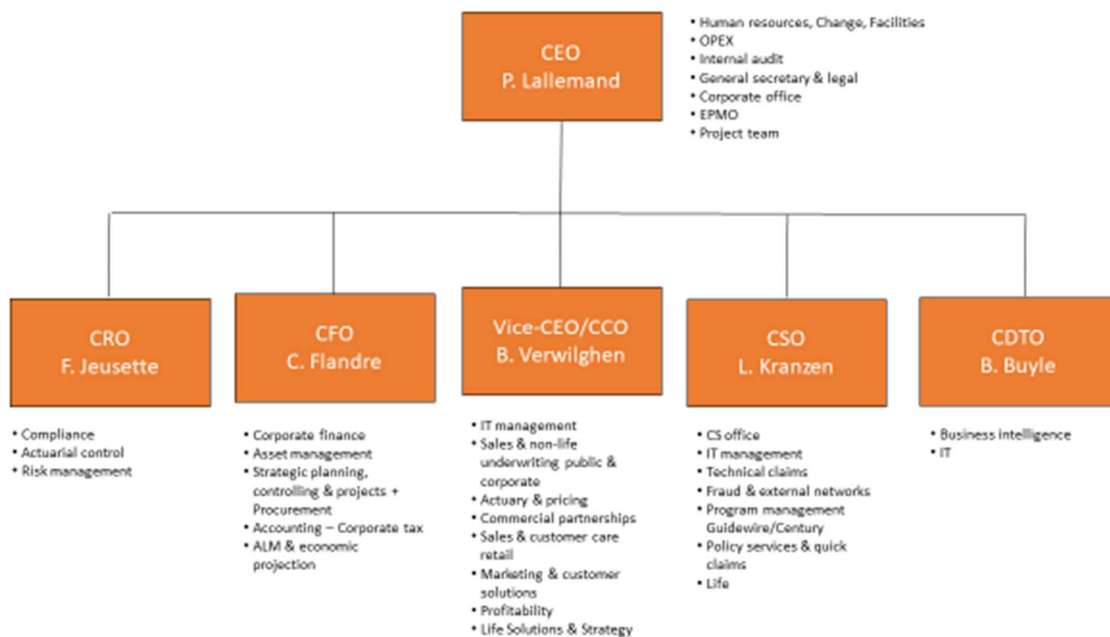 CEO
P. Lallemand
• Human resources, Change, Facilities
• OPEX
• Internal audit
• General secretary & legal
• Corporate office
• EPMO
• Project team
CRO
F. Jeusette
• Compliance
• Actuarial control
• Risk management
CFO
C. Flandre
• Corporate finance
• Asset management
• Strategic planning,
controlling & projects +
Procurement
• Accounting – Corporate tax
• ALM & economic
projection
Vice-CEO/CCO
B. Verwilghen
• IT management
• Sales & non-life
underwriting public &
corporate
• Actuary & pricing
• Commercial partnerships
• Sales & customer care
retail
• Marketing & customer
solutions
• Profitability
• Life Solutions & Strategy
CSO
L. Kranzen
• CS office
• IT management
• Technical claims
• Fraud & external networks
• Program management
Guidewire/Century
• Policy services & quick
claims
• Life
CDTO
B. Buyle
• Business intelligence
• IT